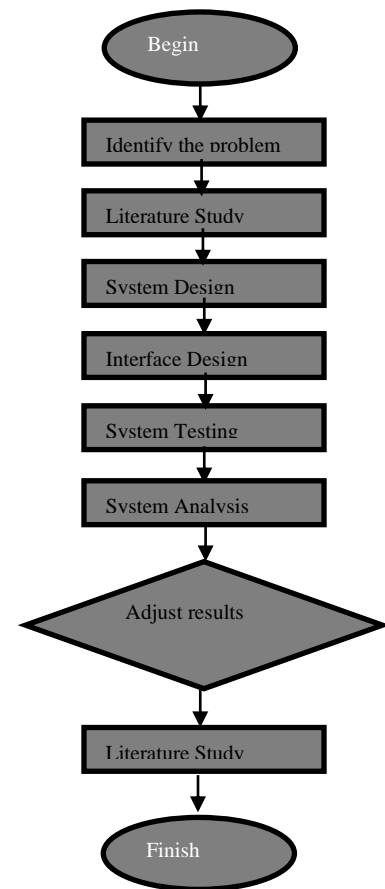 Begin
Identify the problem
Literature Study
System Design
Interface Design
System Testing
System Analysis
Adjust results
Literature Study
Finish